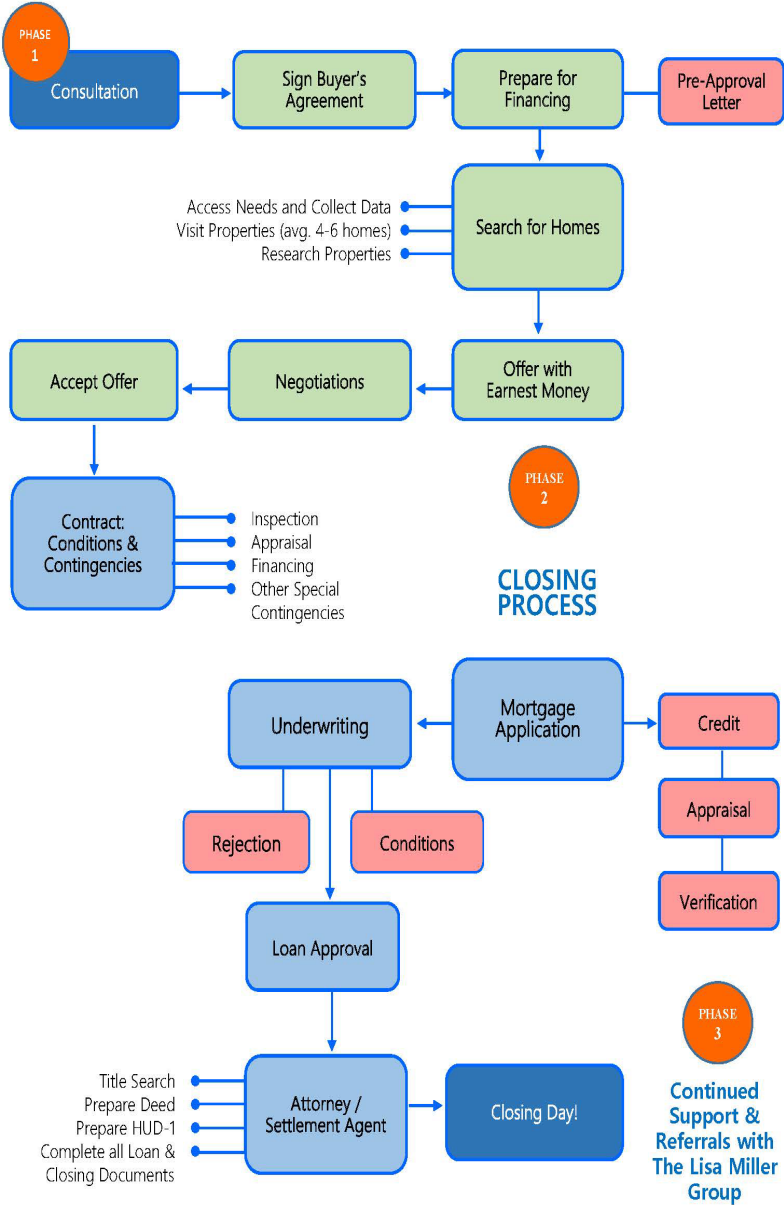 PHASE
1
Consultation
Sign Buyer's
Agreement
Prepare for
Financing
Pre-Approval
Letter
Access Needs and Collect Data
Visit Properties (avg. 4-6 homes)
Research Properties
Search for Homes
Accept Offer
Negotiations
Offer with
Earnest Money
PHASE
2
CLOSING
PROCESS
Contract:
Conditions &
Contingencies
Inspection
Appraisal
Financing
Other Special
Contingencies
Underwriting
Mortgage
Application
Credit
Appraisal
Verification
Rejection
Conditions
Loan Approval
PHASE
3
Continued
Support &
Referrals with
The Lisa Miller
Group
Title Search
Prepare Deed
Prepare HUD-1
Complete all Loan &
Closing Documents
Attorney /
Settlement Agent
Closing Day!